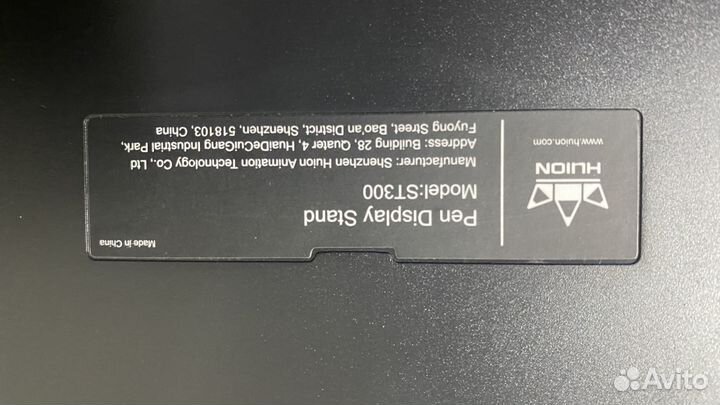 HUION
www.huion.com
Pen Display Stand
Model:ST300
Manufacturer: Shenzhen Huion Animation Technology Co., Ltd
Address: Building 28, Quater 4, HuaiDeCuiGang Industrial Park,
Fuyong Street, Bao'an District, Shenzhen, 518103, China
Made in China
Avito